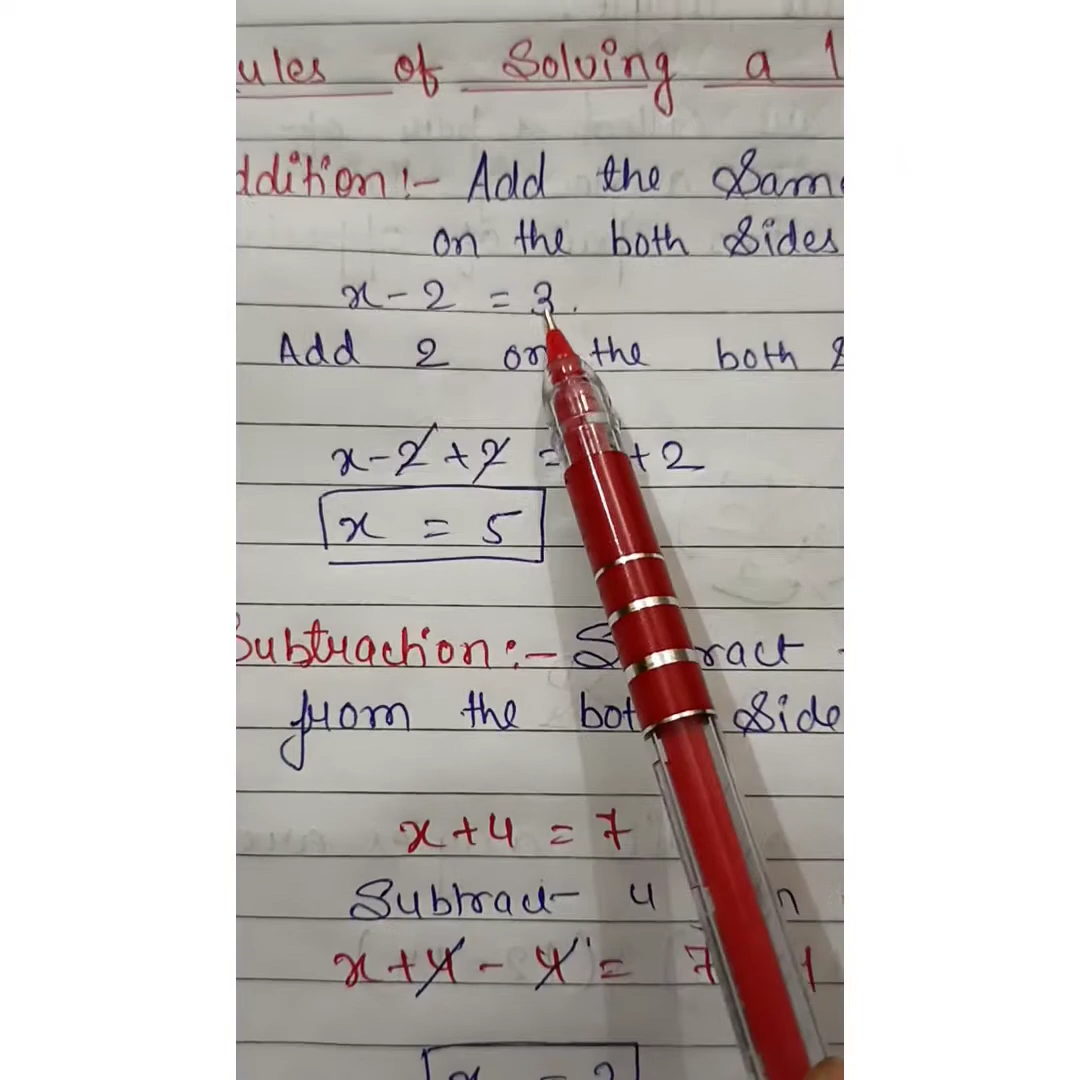 ules of Solving a l
ddition:- Add the Same
on the both Sides
x - 2 = 3.
Add 2 on the both
x - 2 + 2 = + 2
x = 5
Subtraction:- ract
from the bot Side
x + 4 = 7
Subtract 4
x + 4 - 4 = 7